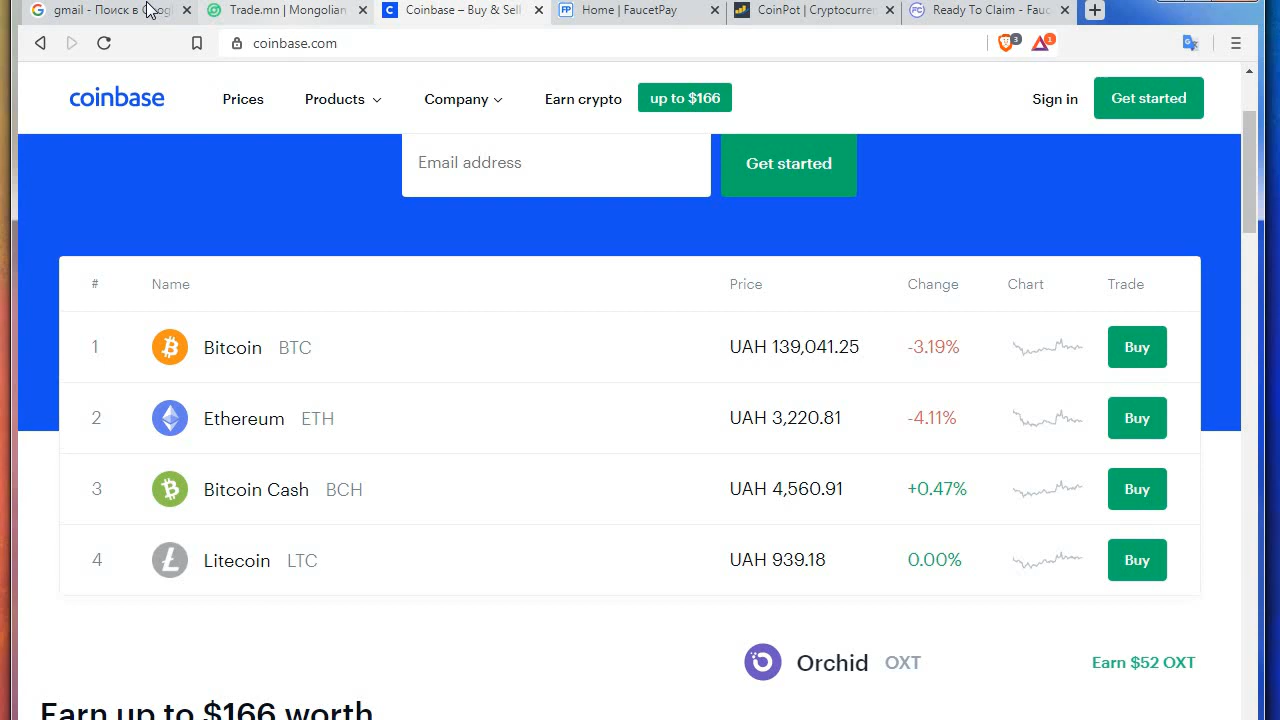 gmail - Поиск в Googl
Trade.mn | Mongolian
Coinbase – Buy & Sell
FP Home | FaucetPay
CoinPot | Cryptocurren
FC Ready To Claim - Fauc
coinbase.com
3
1
coinbase
Prices
Products
Company
Earn crypto
up to $166
Sign in
Get started
Email address
Get started
# Name Price Change Chart Trade
1 Bitcoin BTC UAH 139,041.25 -3.19% Buy
2 Ethereum ETH UAH 3,220.81 -4.11% Buy
3 Bitcoin Cash BCH UAH 4,560.91 +0.47% Buy
4 Litecoin LTC UAH 939.18 0.00% Buy
Orchid OXT Earn $52 OXT
Earn up to $166 worth